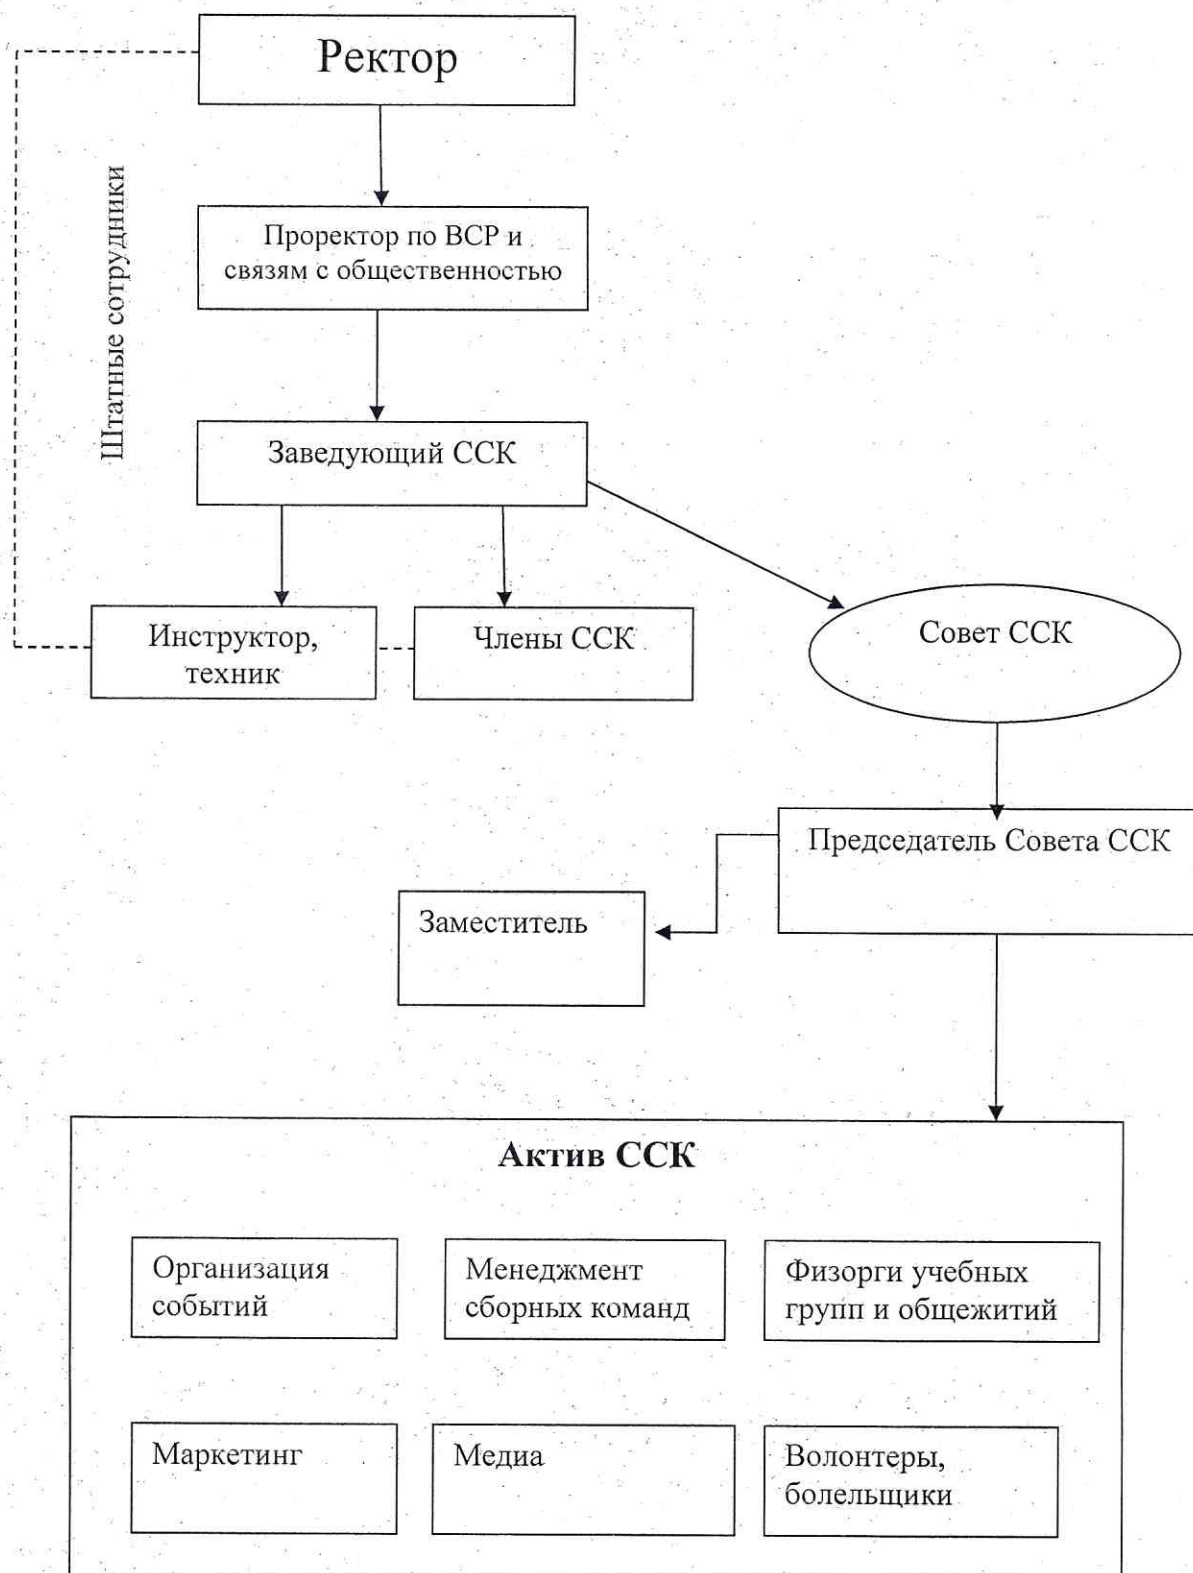 Ректор
Штатные сотрудники
Проректор по ВСР и
связям с общественностью
Заведующий ССК
Инструктор,
техник
Члены ССК
Совет ССК
Председатель Совета ССК
Заместитель
Актив ССК
Организация
событий
Менеджмент
сборных команд
Физорги учебных
групп и общежитий
Маркетинг
Медиа
Волонтеры,
болельщики